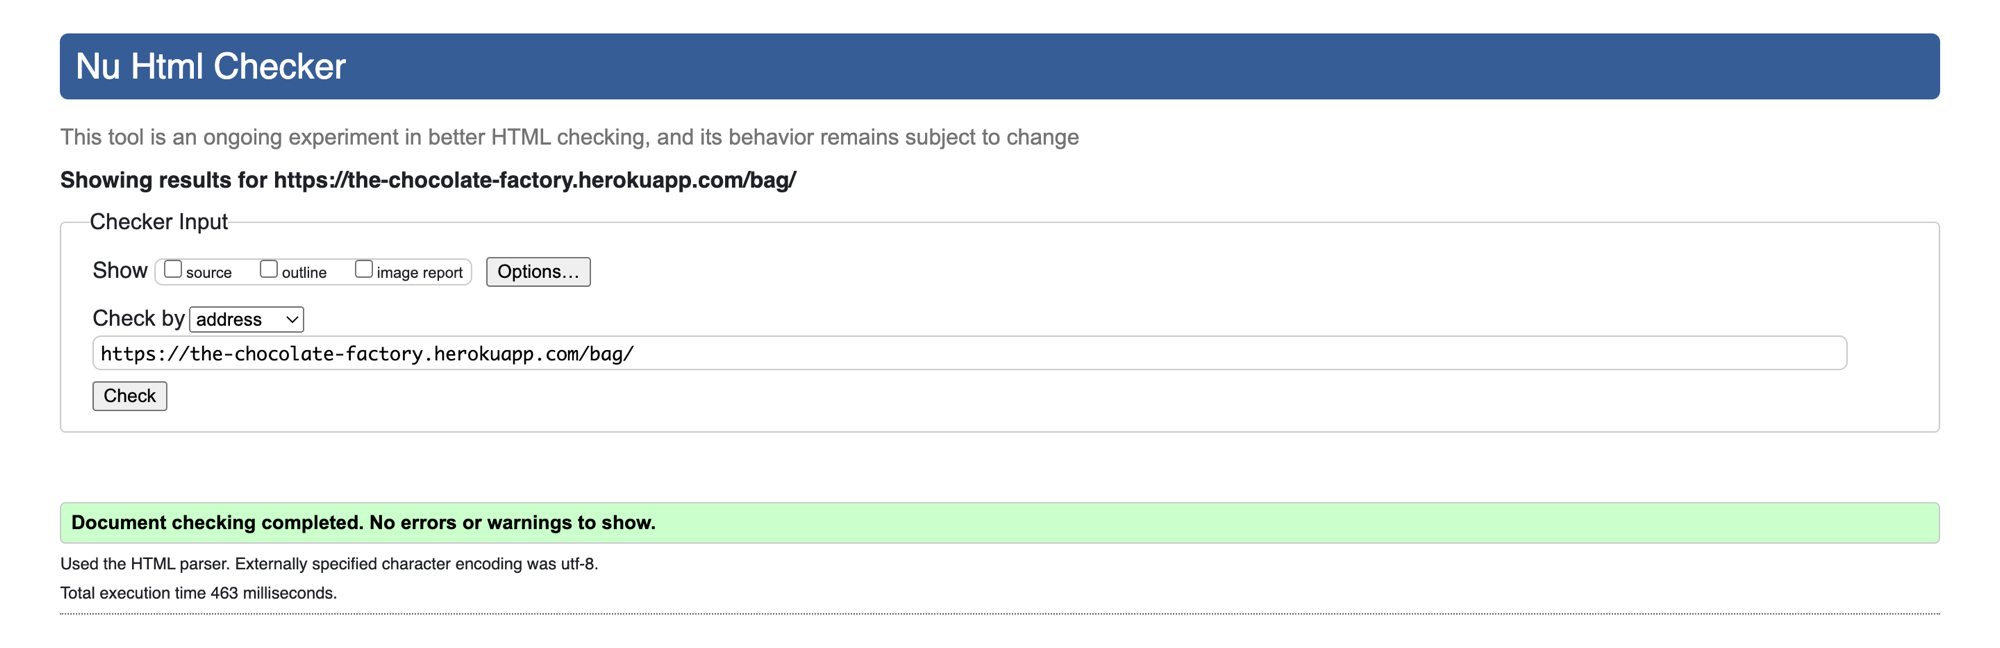 Nu Html Checker
This tool is an ongoing experiment in better HTML checking, and its behavior remains subject to change
Showing results for https://the-chocolate-factory.herokuapp.com/bag/
Checker Input
Show source outline image report Options...
Check by address
https://the-chocolate-factory.herokuapp.com/bag/
Check
Document checking completed. No errors or warnings to show.
Used the HTML parser. Externally specified character encoding was utf-8.
Total execution time 463 milliseconds.